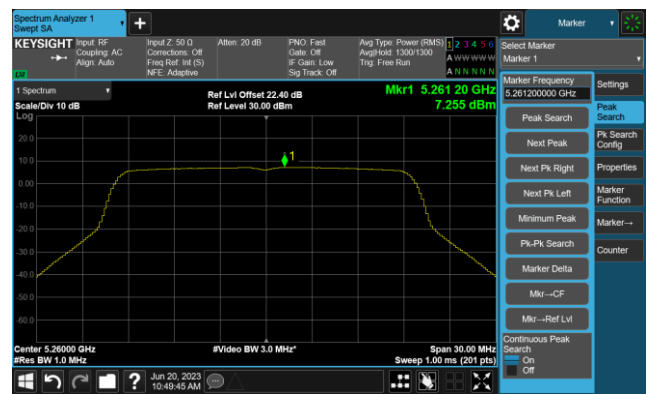 Spectrum Analyzer 1
Swept SA
Marker
KEYSIGHT
Input: RF
Coupling: AC
Align: Auto
Input Z: 50 Ω
Corrections: Off
Freq Ref: Int (S)
NFE: Adaptive
Atten: 20 dB
PNO: Fast
Gate: Off
IF Gain: Low
Sig Track: Off
Avg Type: Power (RMS)
Avg|Hold: 1300/1300
Trig: Free Run
1 2 3 4 5 6
A W W W W W
A N N N N N
LXI
Select Marker
Marker 1
1 Spectrum
Scale/Div 10 dB
Log
Ref Lvl Offset 22.40 dB
Ref Level 30.00 dBm
Mkr1 5.261 20 GHz
7.255 dBm
20.0
10.0
0.00
-10.0
-20.0
-30.0
-40.0
-50.0
-60.0
1
Center 5.26000 GHz
#Res BW 1.0 MHz
#Video BW 3.0 MHz*
Span 30.00 MHz
Sweep 1.00 ms (201 pts)
Marker Frequency
5.261200000 GHz
Peak Search
Next Peak
Next Pk Right
Next Pk Left
Minimum Peak
Pk-Pk Search
Marker Delta
Mkr→CF
Mkr→Ref Lvl
Continuous Peak
Search
On
Off
Settings
Peak
Search
Pk Search
Config
Properties
Marker
Function
Marker→
Counter
?
Jun 20, 2023
10:49:45 AM